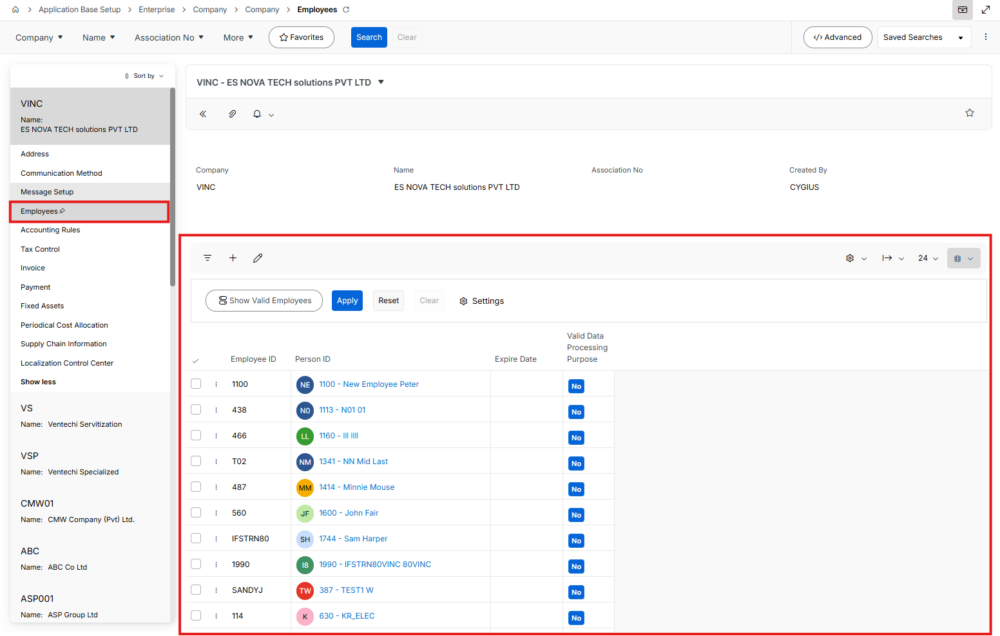 Application Base Setup > Enterprise > Company > Company > Employees
Company Name Association No More Favorites Search Clear </> Advanced Saved Searches
Sort by
VINC
Name:
ES NOVA TECH solutions PVT LTD
Address
Communication Method
Message Setup
Employees
Accounting Rules
Tax Control
Invoice
Payment
Fixed Assets
Periodical Cost Allocation
Supply Chain Information
Localization Control Center
Show less
VS
Name: Ventechi Servitization
VSP
Name: Ventechi Specialized
CMW01
Name: CMW Company (Pvt) Ltd.
ABC
Name: ABC Co Ltd
ASP001
Name: ASP Group Ltd
VINC - ES NOVA TECH solutions PVT LTD
Company Name Association No Created By
VINC ES NOVA TECH solutions PVT LTD CYGIUS
24
Show Valid Employees Apply Reset Clear Settings
Employee ID Person ID Expire Date Valid Data Processing Purpose
1100 NE 1100 - New Employee Peter No
438 N0 1113 - N01 01 No
466 LL 1160 - lll llll No
T02 NM 1341 - NN Mid Last No
487 MM 1414 - Minnie Mouse No
560 JF 1600 - John Fair No
IFSTRN80 SH 1744 - Sam Harper No
1990 I8 1990 - IFSTRN80VINC 80VINC No
SANDYJ TW 387 - TEST1 W No
114 K 630 - KR_ELEC No